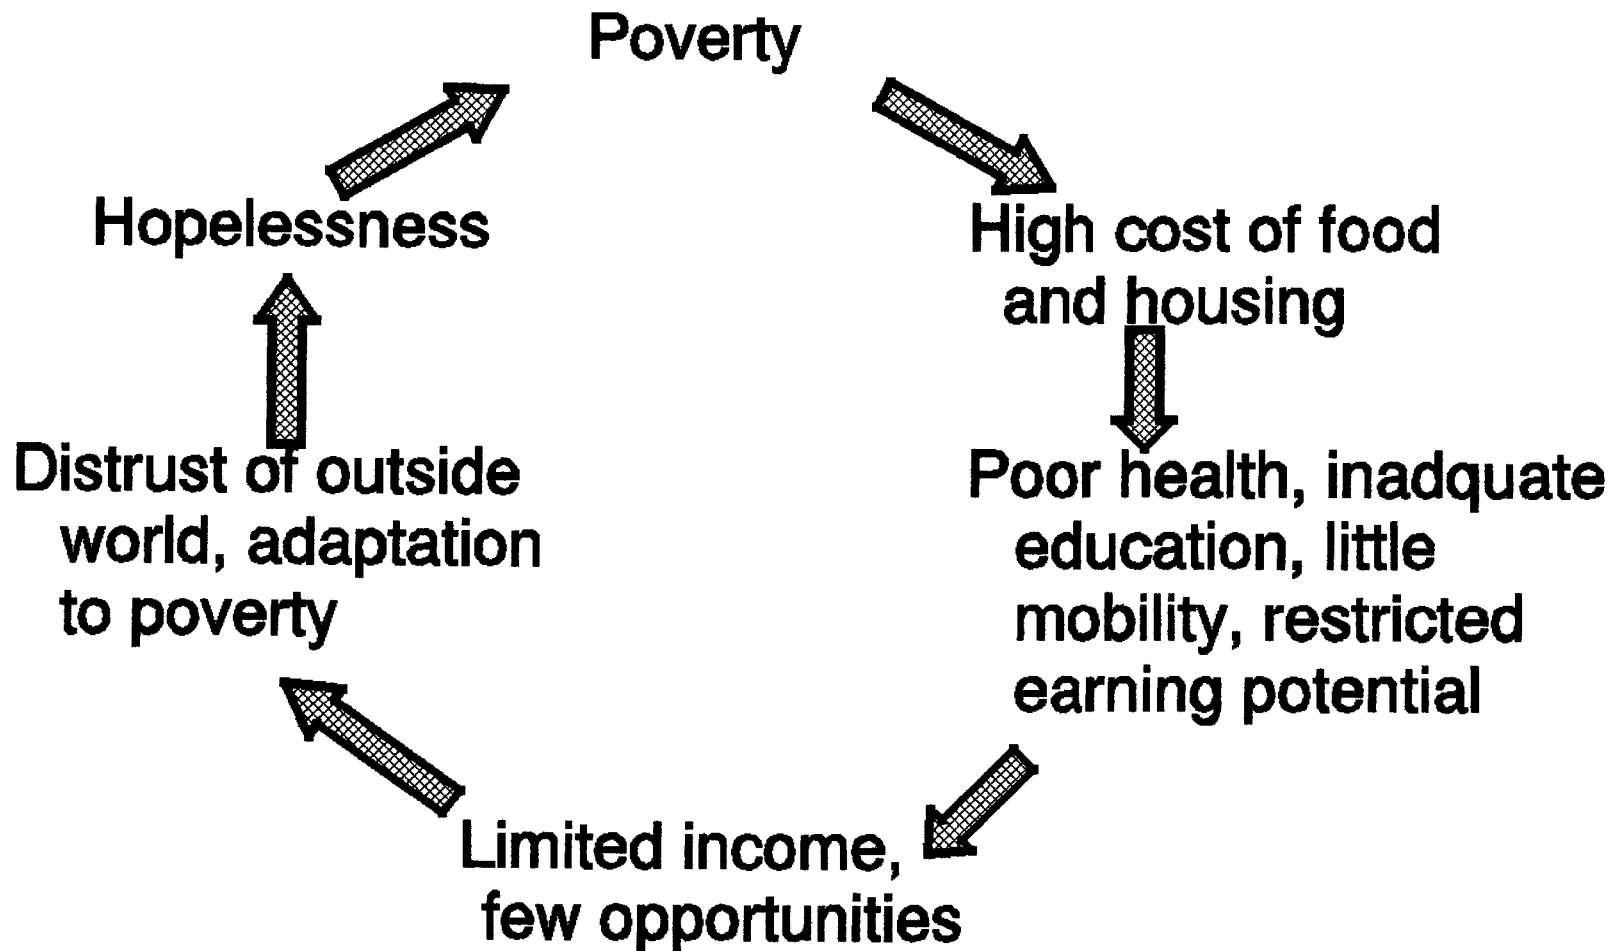 Poverty
High cost of food
and housing
Poor health, inadquate
education, little
mobility, restricted
earning potential
Limited income,
few opportunities
Distrust of outside
world, adaptation
to poverty
Hopelessness